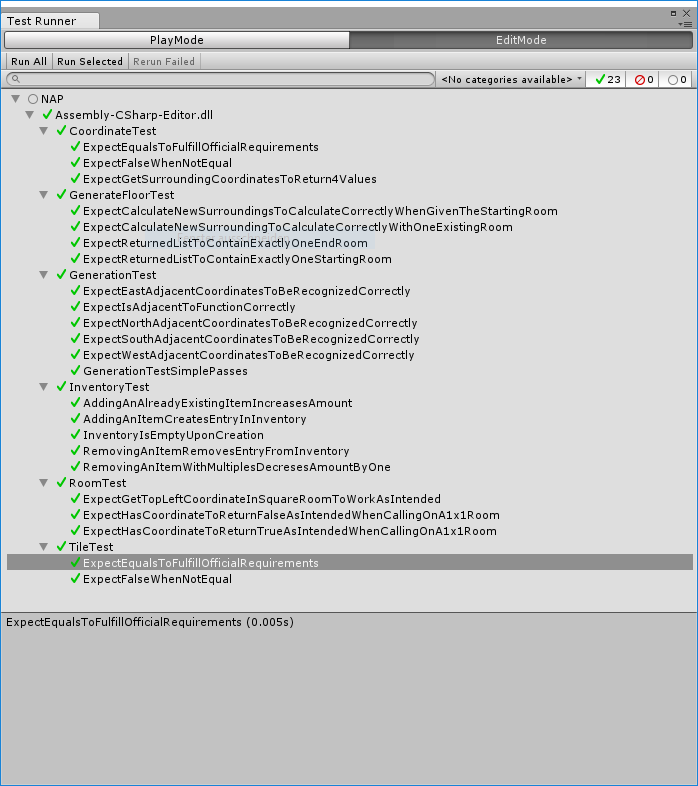 Test Runner
PlayMode EditMode
Run All Run Selected Rerun Failed
<No categories available> 23 0 0
NAP
Assembly-CSharp-Editor.dll
CoordinateTest
ExpectEqualsToFulfillOfficialRequirements
ExpectFalseWhenNotEqual
ExpectGetSurroundingCoordinatesToReturn4Values
GenerateFloorTest
ExpectCalculateNewSurroundingsToCalculateCorrectlyWhenGivenTheStartingRoom
ExpectCalculateNewSurroundingToCalculateCorrectlyWithOneExistingRoom
ExpectReturnedListToContainExactlyOneEndRoom
ExpectReturnedListToContainExactlyOneStartingRoom
GenerationTest
ExpectEastAdjacentCoordinatesToBeRecognizedCorrectly
ExpectIsAdjacentToFunctionCorrectly
ExpectNorthAdjacentCoordinatesToBeRecognizedCorrectly
ExpectSouthAdjacentCoordinatesToBeRecognizedCorrectly
ExpectWestAdjacentCoordinatesToBeRecognizedCorrectly
GenerationTestSimplePasses
InventoryTest
AddingAnAlreadyExistingItemIncreasesAmount
AddingAnItemCreatesEntryInInventory
InventoryIsEmptyUponCreation
RemovingAnItemRemovesEntryFromInventory
RemovingAnItemWithMultiplesDecresesAmountByOne
RoomTest
ExpectGetTopLeftCoordinateInSquareRoomToWorkAsIntended
ExpectHasCoordinateToReturnFalseAsIntendedWhenCallingOnA1x1Room
ExpectHasCoordinateToReturnTrueAsIntendedWhenCallingOnA1x1Room
TileTest
ExpectEqualsToFulfillOfficialRequirements
ExpectFalseWhenNotEqual
ExpectEqualsToFulfillOfficialRequirements (0.005s)